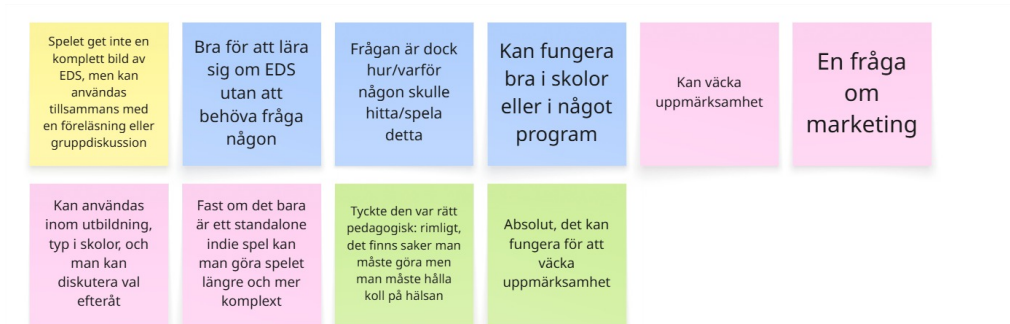 Spelet get inte en
komplett bild av
EDS, men kan
användas
tillsammans med
en föreläsning eller
gruppdiskussion
Bra för att lära
sig om EDS
utan att
behöva fråga
någon
Frågan är dock
hur/varför
någon skulle
hitta/spela
detta
Kan fungera
bra i skolor
eller i något
program
Kan väcka
uppmärksamhet
En fråga
om
marketing
Kan användas
inom utbildning,
typ i skolor, och
man kan
diskutera val
efteråt
Fast om det bara
är ett standalone
indie spel kan
man göra spelet
längre och mer
komplext
Tyckte den var rätt
pedagogisk: rimligt,
det finns saker man
måste göra men
man måste hålla
koll på hälsan
Absolut, det kan
fungera för att
väcka
uppmärksamhet